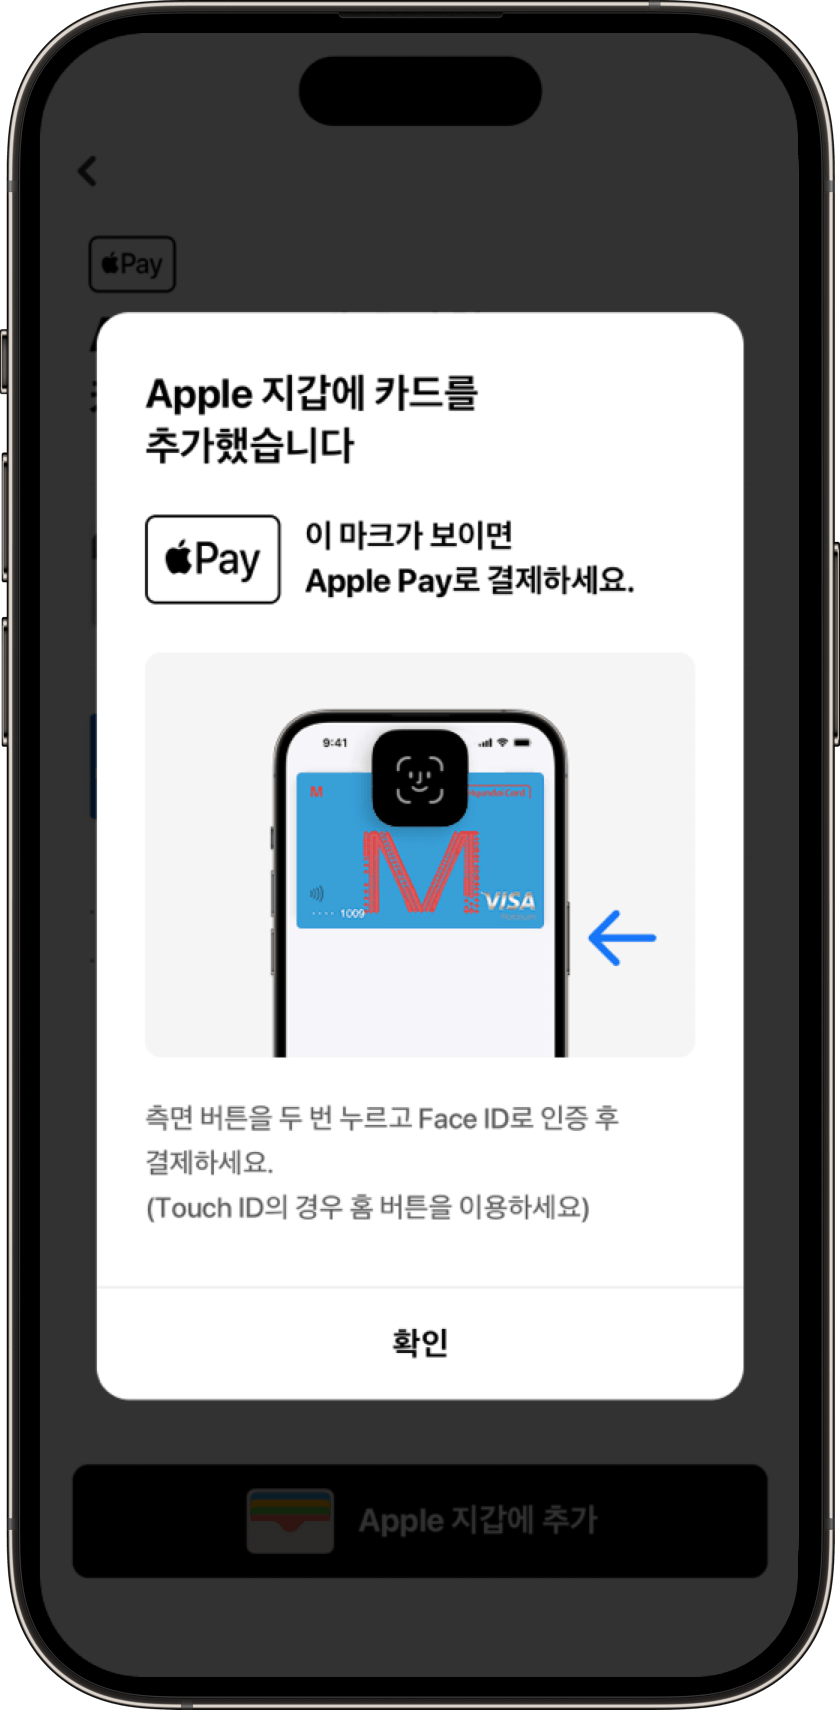 Pay
Apple 지갑에 카드를
추가했습니다
Pay
이 마크가 보이면
Apple Pay로 결제하세요.
9:41
M
Hyundai Card
M
VISA
Platinum
···· 1009
측면 버튼을 두 번 누르고 Face ID로 인증 후
결제하세요.
(Touch ID의 경우 홈 버튼을 이용하세요)
확인
Apple 지갑에 추가